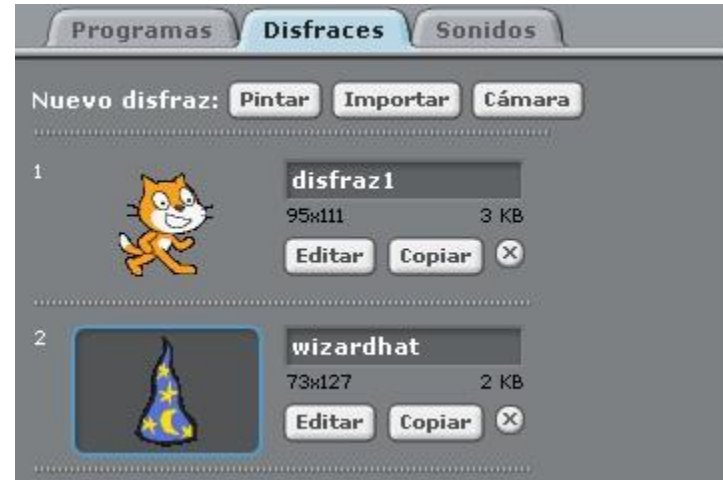 Programas Disfraces Sonidos
Nuevo disfraz: Pintar Importar Cámara
1
disfraz1
95x111 3 KB
Editar Copiar
2
wizardhat
73x127 2 KB
Editar Copiar